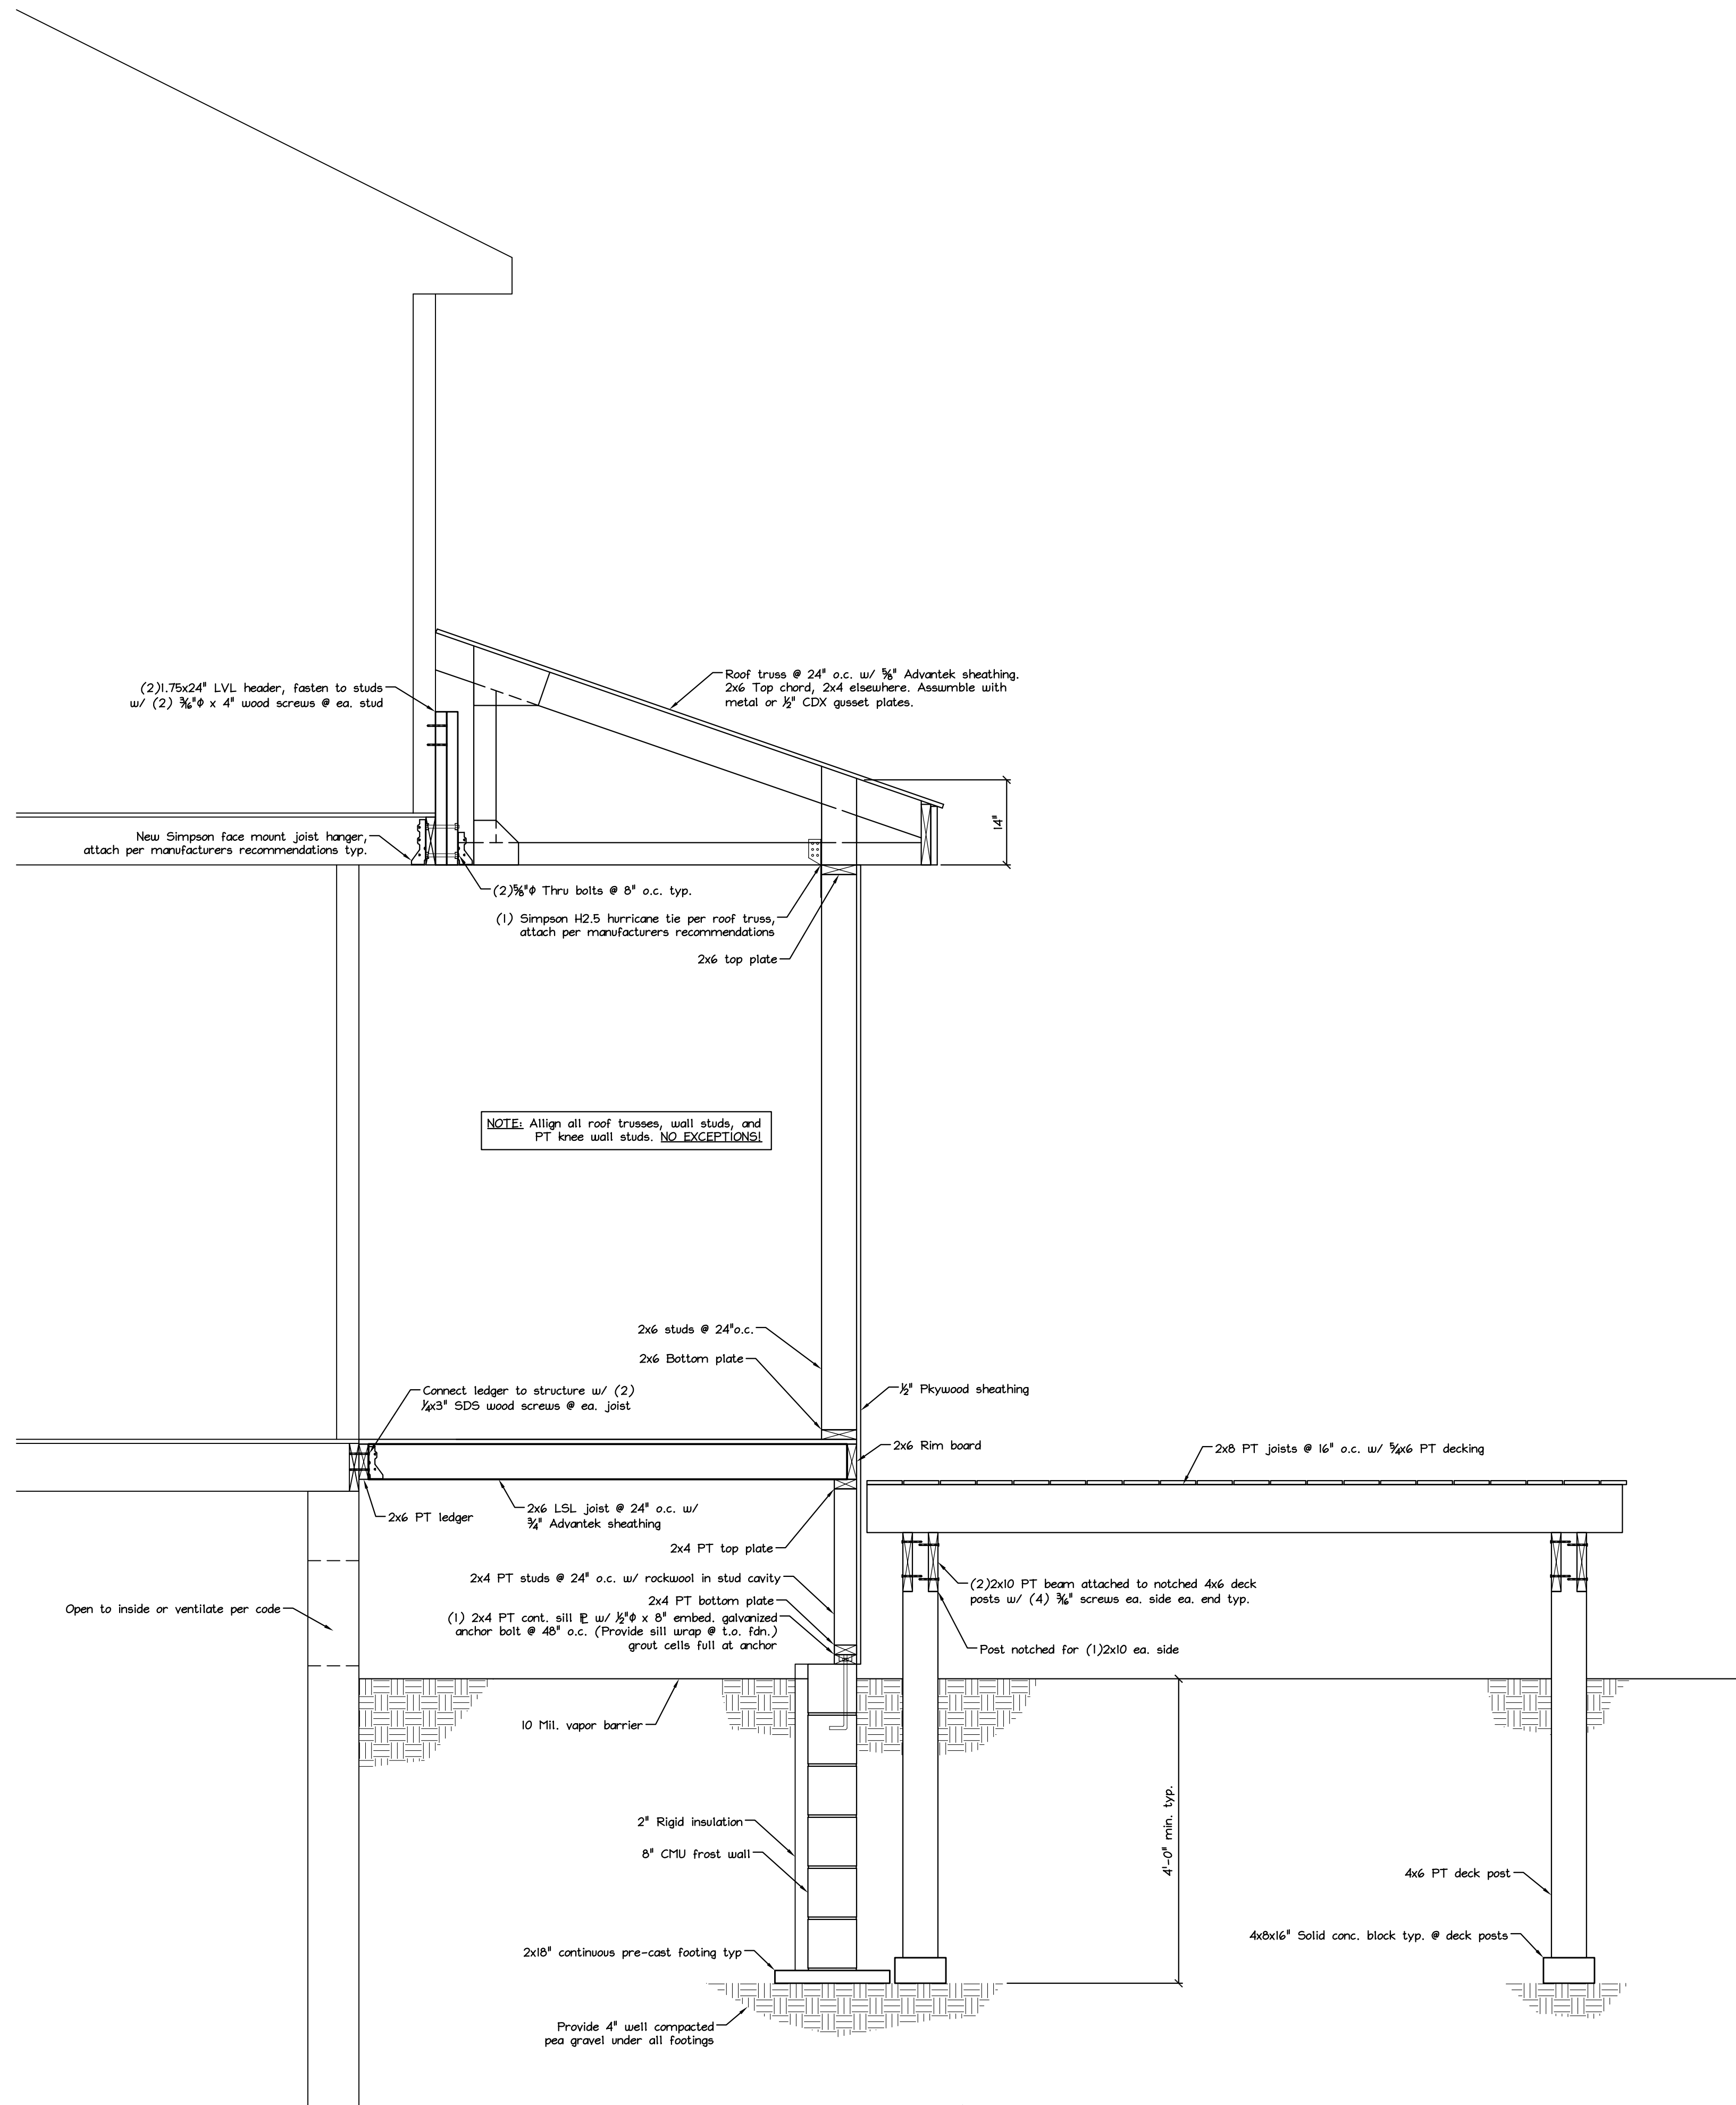 (2)1.75x24" LVL header, fasten to studs
w/ (2) 3/16"Φ x 4" wood screws @ ea. stud
Roof truss @ 24" o.c. w/ 5/8" Advantek sheathing.
2x6 Top chord, 2x4 elsewhere. Asswmble with
metal or 1/2" CDX gusset plates.
14"
New Simpson face mount joist hanger,
attach per manufacturers recommendations typ.
(2)5/8"Φ Thru bolts @ 8" o.c. typ.
(1) Simpson H2.5 hurricane tie per roof truss,
attach per manufacturers recommendations
2x6 top plate
NOTE: Allign all roof trusses, wall studs, and
PT knee wall studs. NO EXCEPTIONS!
2x6 studs @ 24"o.c.
2x6 Bottom plate
Connect ledger to structure w/ (2)
1/4x3" SDS wood screws @ ea. joist
1/2" Pkywood sheathing
2x6 Rim board
2x8 PT joists @ 16" o.c. w/ 5/4x6 PT decking
2x6 PT ledger
2x6 LSL joist @ 24" o.c. w/
3/4" Advantek sheathing
2x4 PT top plate
2x4 PT studs @ 24" o.c. w/ rockwool in stud cavity
2x4 PT bottom plate
(1) 2x4 PT cont. sill PL w/ 1/2"Φ x 8" embed. galvanized
anchor bolt @ 48" o.c. (Provide sill wrap @ t.o. fdn.)
grout cells full at anchor
(2)2x10 PT beam attached to notched 4x6 deck
posts w/ (4) 3/16" screws ea. side ea. end typ.
Open to inside or ventilate per code
Post notched for (1)2x10 ea. side
10 Mil. vapor barrier
2" Rigid insulation
8" CMU frost wall
4'-0" min. typ.
4x6 PT deck post
4x8x16" Solid conc. block typ. @ deck posts
2x18" continuous pre-cast footing typ
Provide 4" well compacted
pea gravel under all footings